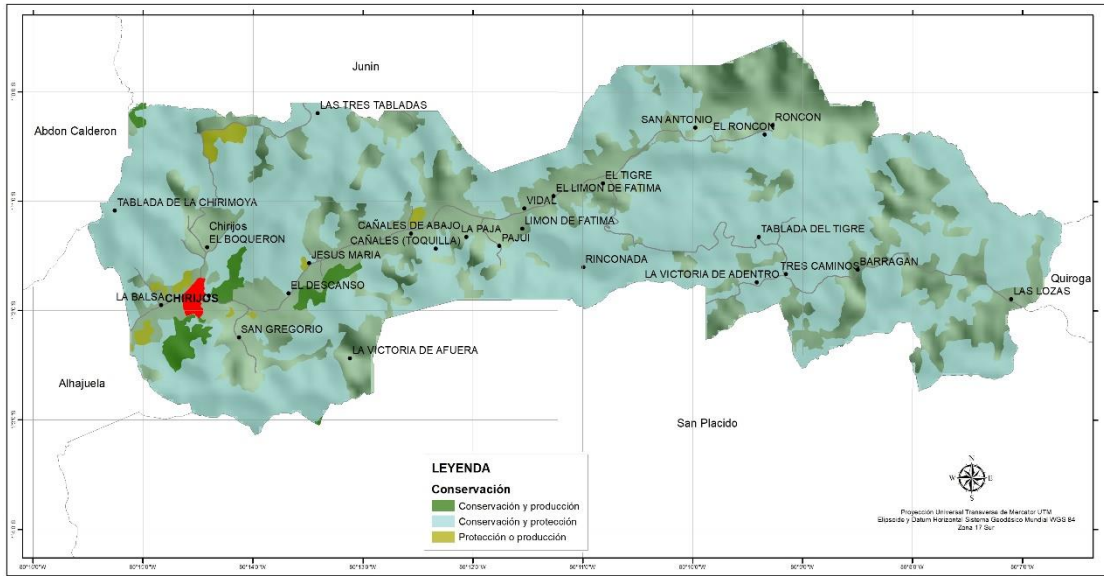 Junin
LAS TRES TABLADAS
SAN ANTONIO
EL RONCON
RONCON
Abdon Calderon
EL TIGRE
EL LIMON DE FATIMA
TABLADA DE LA CHIRIMOYA
VIDAL
LIMON DE FATIMA
CAÑALES DE ABAJO
LA PAJA
TABLADA DEL TIGRE
Chirijos
EL BOQUERON
CAÑALES (TOQUILLA)
PAJUI
JESUS MARIA
RINCONADA
BARRAGAN
LA VICTORIA DE ADENTRO
TRES CAMINOS
Quiroga
EL DESCANSO
LA BALSA
CHIRIJOS
LAS LOZAS
SAN GREGORIO
LA VICTORIA DE AFUERA
Alhajuela
San Placido
LEYENDA
Conservación
Conservación y producción
Conservación y protección
Protección o producción
N
W
E
S
Proyección Universal Transversa de Mercator UTM
Elipsoide y Datum Horizontal Sistema Geodésico Mundial WGS 84
Zona 17 Sur